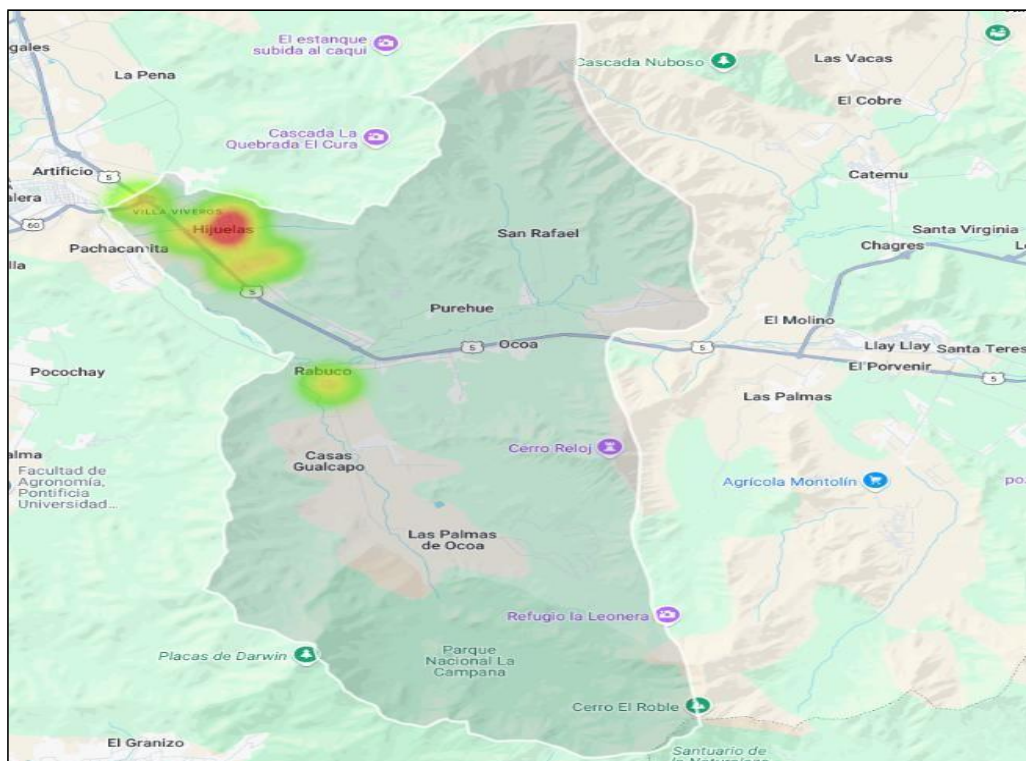 El estanque
subida al caqui
gales
La Pena
Cascada Nuboso
Las Vacas
El Cobre
Cascada La
Quebrada El Cura
Artificio
5
Catemu
alera
VILLA VIVEROS
Hijuelas
60
Pachacamita
San Rafael
Santa Virginia
Chagres
lla
5
Purehue
El Molino
Ocoa
5
5
Llay Llay
Santa Teres
El Porvenir
5
Rabuco
Pocochay
Las Palmas
Cerro Reloj
alma
Casas
Gualcapo
Facultad de
Agronomía,
Pontificia
Universidad...
Agrícola Montolín
poz
Las Palmas
de Ocoa
Refugio la Leonera
Placas de Darwin
Parque
Nacional La
Campana
Cerro El Roble
El Granizo
Santuario de
la Naturaleza